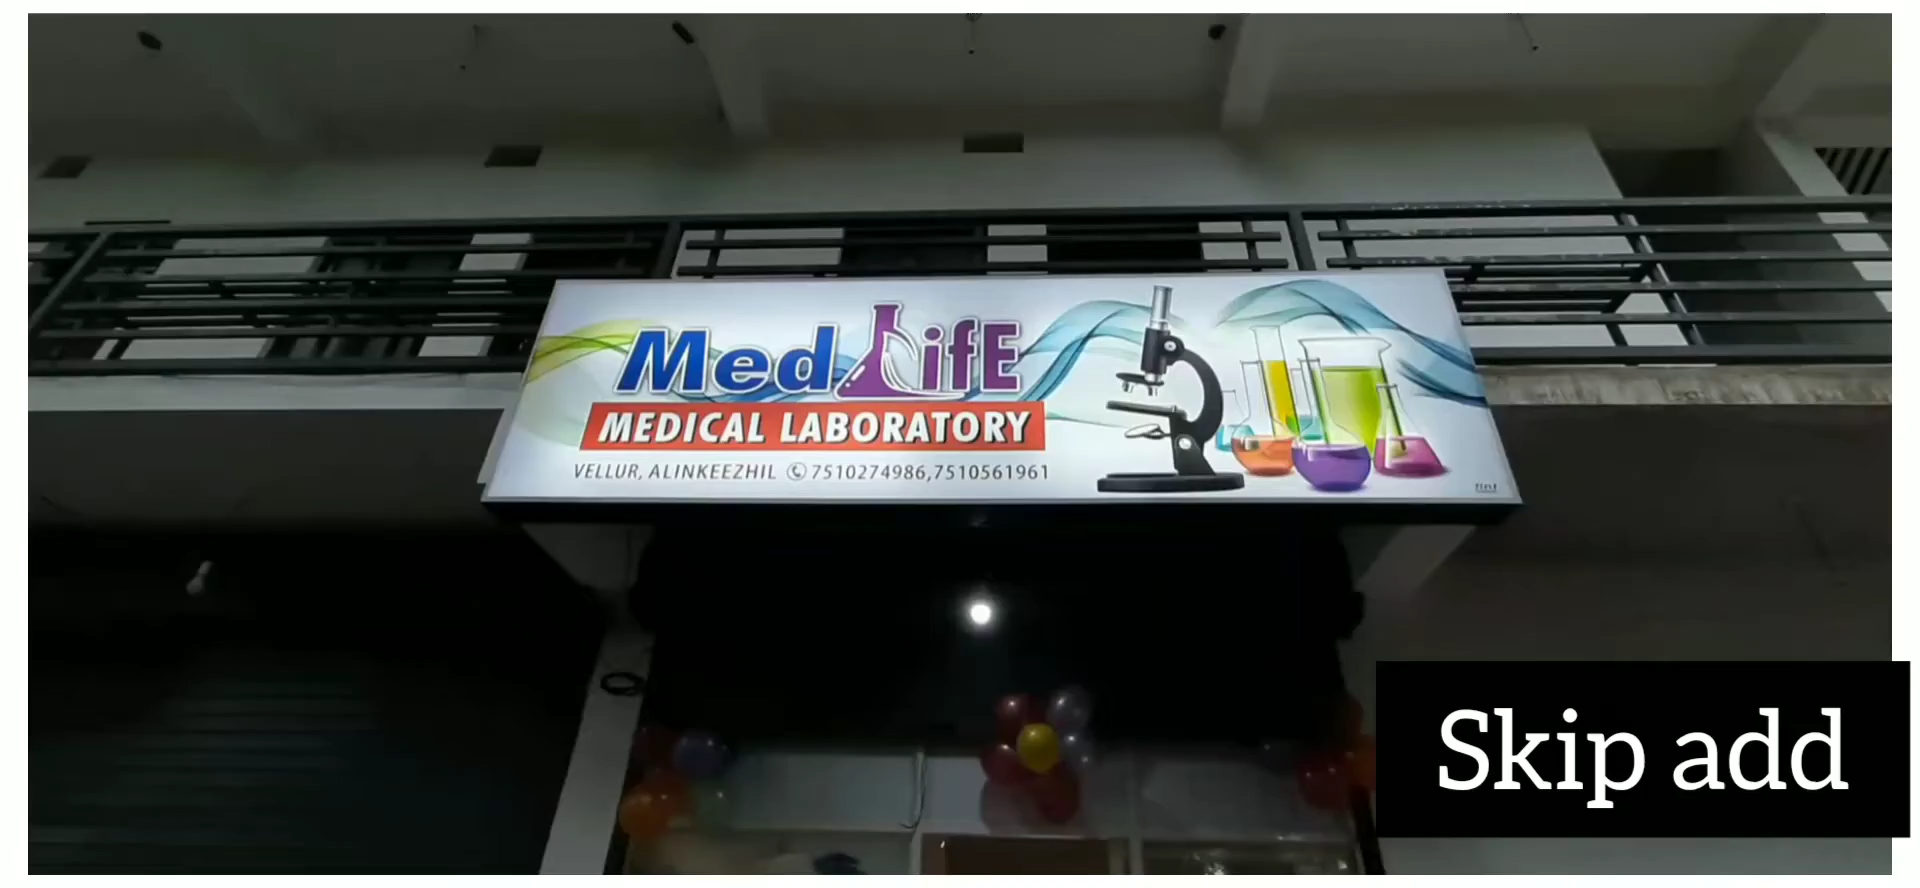 MedLifE
MEDICAL LABORATORY
VELLUR, ALINKEEZHIL 7510274986,7510561961
Skip add